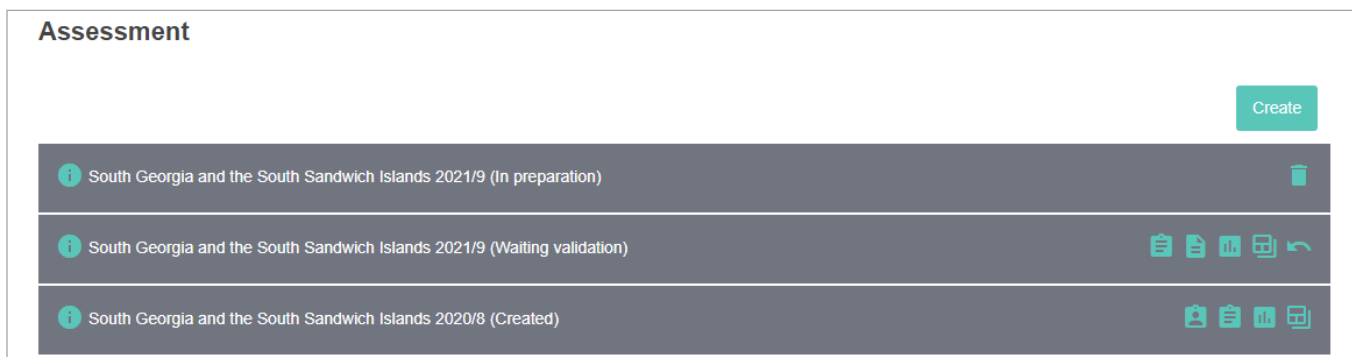 Assessment
Create
South Georgia and the South Sandwich Islands 2021/9 (In preparation)
South Georgia and the South Sandwich Islands 2021/9 (Waiting validation)
South Georgia and the South Sandwich Islands 2020/8 (Created)